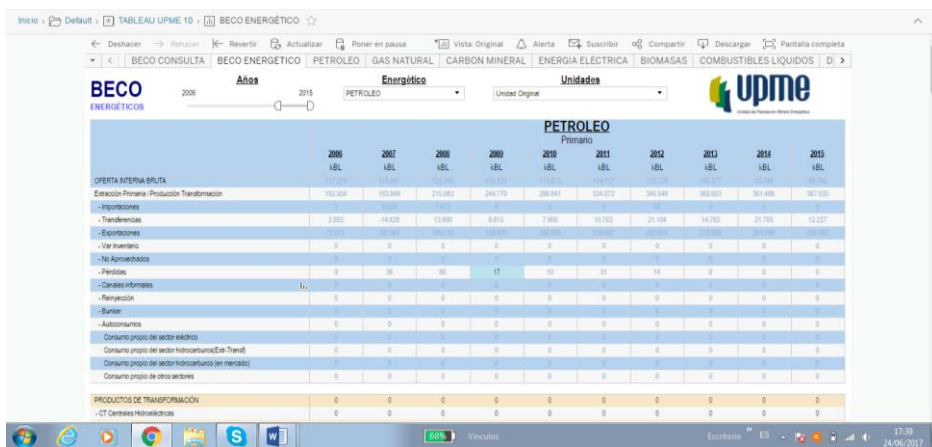 Inicio › Default › TABLEAU UPME 10 › BECO ENERGÉTICO
Deshacer Rehacer Revertir Actualizar Poner en pausa Vista: Original Alerta Suscribir Compartir Descargar Pantalla completa
BECO CONSULTA BECO ENERGÉTICO PETROLEO GAS NATURAL CARBÓN MINERAL ENERGÍA ELÉCTRICA BIOMASAS COMBUSTIBLES LÍQUIDOS D
BECO
ENERGÉTICOS
Años
2006 2015
Energético
PETROLEO
Unidades
Unidad Original
upme
PETROLEO
Primario
2006 2007 2008 2009 2010 2011 2012 2013 2014 2015
kBL kBL kBL kBL kBL kBL kBL kBL kBL kBL
OFERTA INTERNA BRUTA
Extracción Primaria / Producción Transformación 192.504 193.849 215.083 244.770 286.841 334.072 345.548 368.603 361.486 367.035
- Importaciones
- Transferencias 2.692 -14.828 13.990 6.815 7.900 10.763 21.104 14.782 21.795 12.237
- Exportaciones
- Var Inventario 0 0 0 0 0 0 0 0 0 0
- No Aprovechados
- Pérdidas 9 36 66 17 10 31 14 0 0 0
- Canales informales
- Reinyección 0 0 0 0 0 0 0 0 0 0
- Bunker
- Autoconsumos 0 0 0 0 0 0 0 0 0 0
Consumo propio del sector eléctrico
Consumo propio del sector hidrocarburos(Extr-Transf) 0 0 0 0 0 0 0 0 0 0
Consumo propio del sector hidrocarburos (en mercado)
Consumo propio de otros sectores 0 0 0 0 0 0 0 0 0 0
PRODUCTOS DE TRANSFORMACIÓN 0 0 0 0 0 0 0 0 0 0
- CT Centrales Hidroeléctricas 0 0 0 0 0 0 0 0 0 0
68% Vínculos Escritorio ES 17:39
24/06/2017